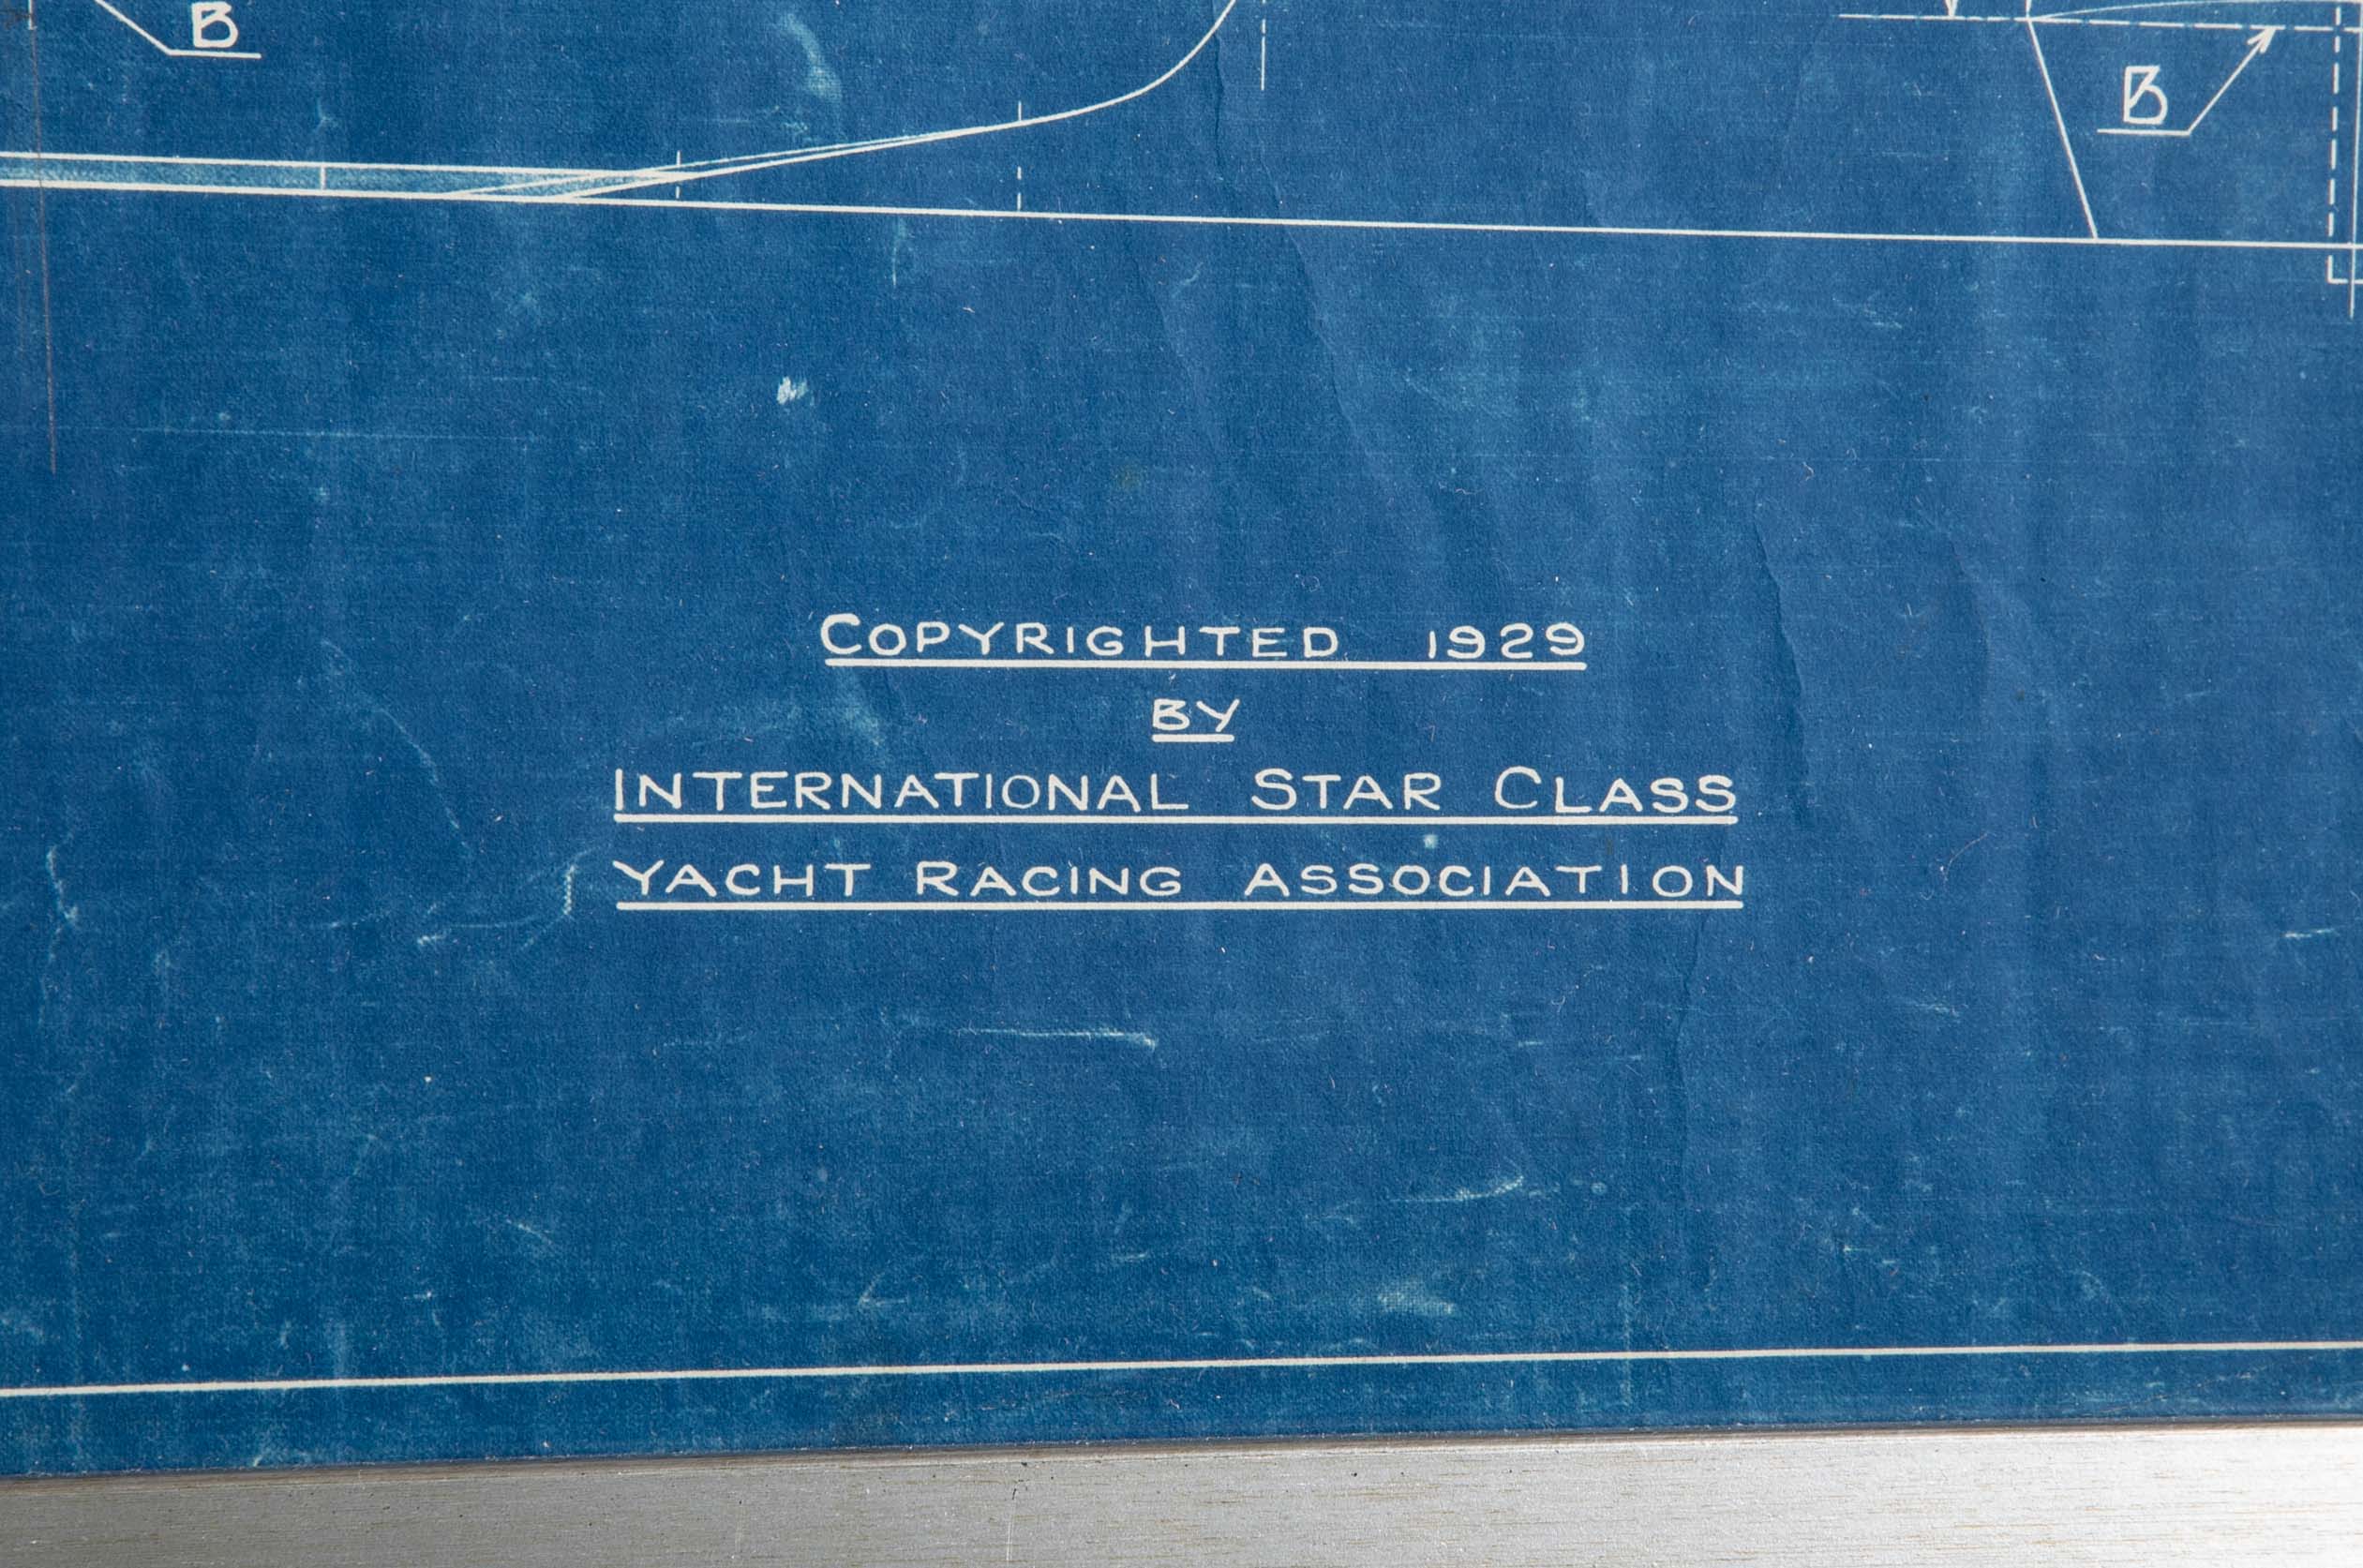 B
B
COPYRIGHTED 1929
BY
INTERNATIONAL STAR CLASS
YACHT RACING ASSOCIATION